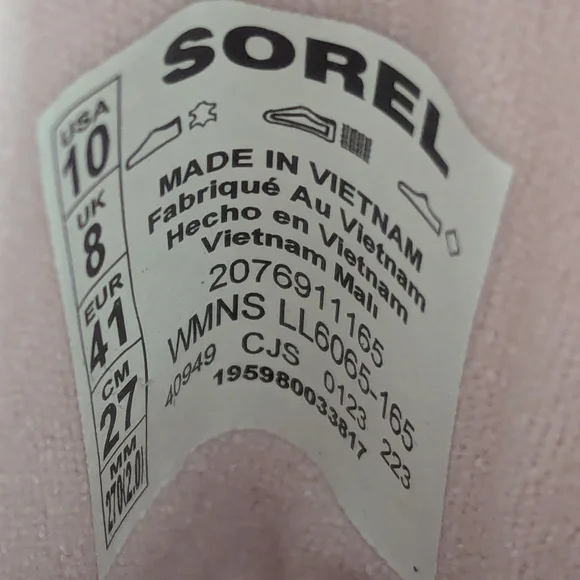 SOREL
USA
10
UK
8
EUR
41
CM
27
MM
270(2.0)
MADE IN VIETNAM
Fabriqué Au Vietnam
Hecho en Vietnam
Vietnam Malı
2076911165
WMNS LL6065-165
40949 CJS 0123 223
195980033817